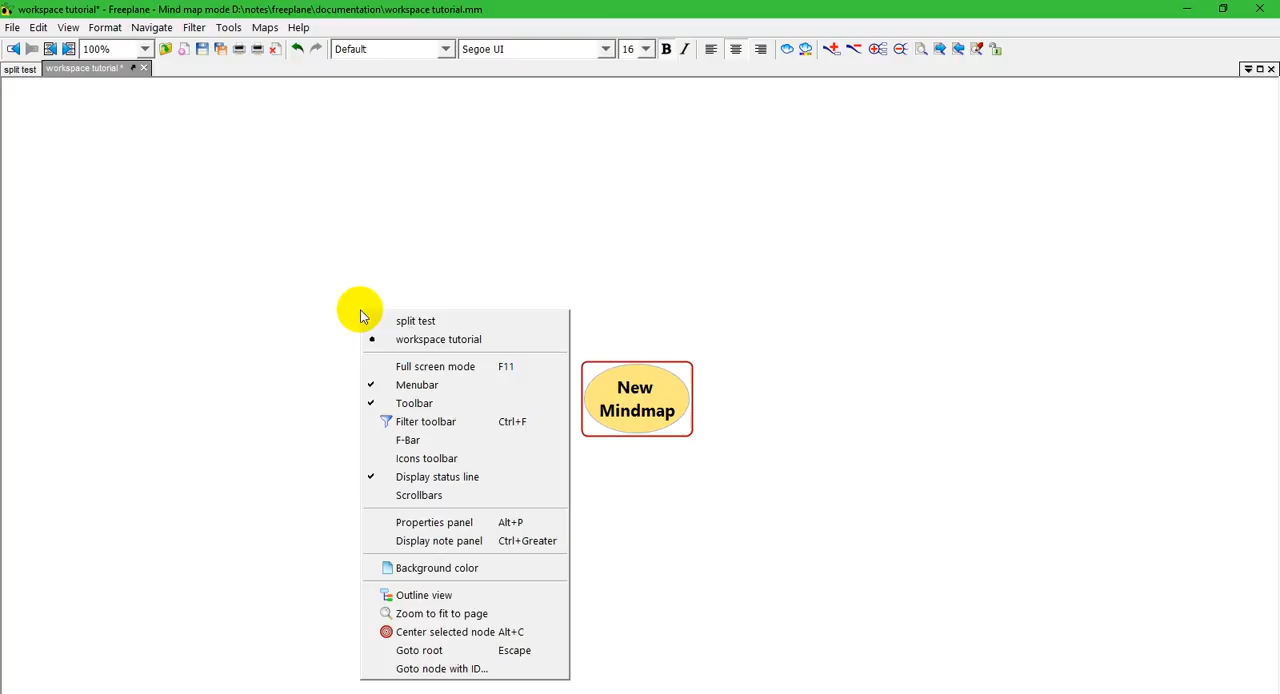 workspace tutorial* - Freeplane - Mind map mode D:\notes\freeplane\documentation\workspace tutorial.mm
File Edit View Format Navigate Filter Tools Maps Help
100% Default Segoe UI 16 B I
split test workspace tutorial *
split test
workspace tutorial
Full screen mode F11
Menubar
Toolbar
Filter toolbar Ctrl+F
F-Bar
Icons toolbar
Display status line
Scrollbars
Properties panel Alt+P
Display note panel Ctrl+Greater
Background color
Outline view
Zoom to fit to page
Center selected node Alt+C
Goto root Escape
Goto node with ID...
New
Mindmap